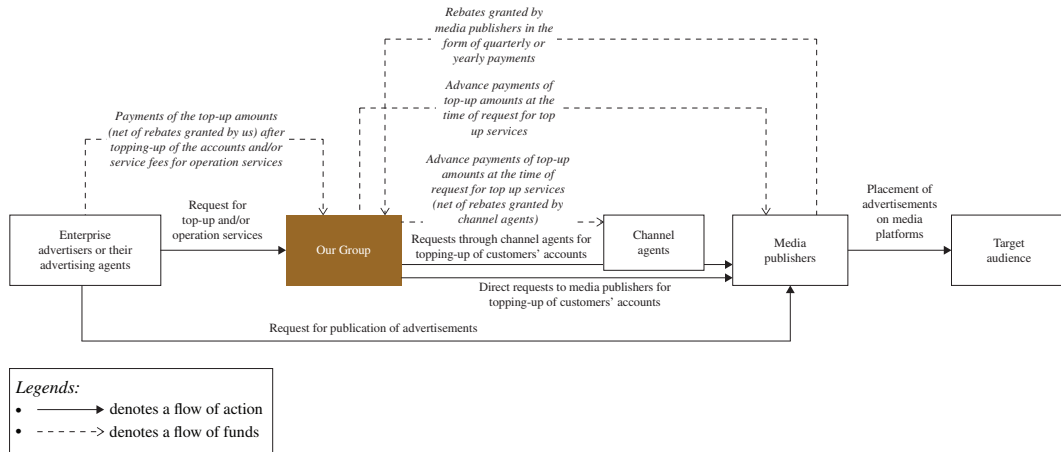 Rebates granted by
media publishers in the
form of quarterly or
yearly payments
Advance payments of
top-up amounts at the
time of request for top
up services
Payments of the top-up amounts
(net of rebates granted by us) after
topping-up of the accounts and/or
service fees for operation services
Advance payments of top-up
amounts at the time of
request for top up services
(net of rebates granted by
channel agents)
Request for
top-up and/or
operation services
Placement of
advertisements
on media
platforms
Enterprise
advertisers or their
advertising agents
Our Group
Requests through channel agents for
topping-up of customers’ accounts
Channel
agents
Media
publishers
Target
audience
Direct requests to media publishers for
topping-up of customers’ accounts
Request for publication of advertisements
Legends:
• denotes a flow of action
• denotes a flow of funds